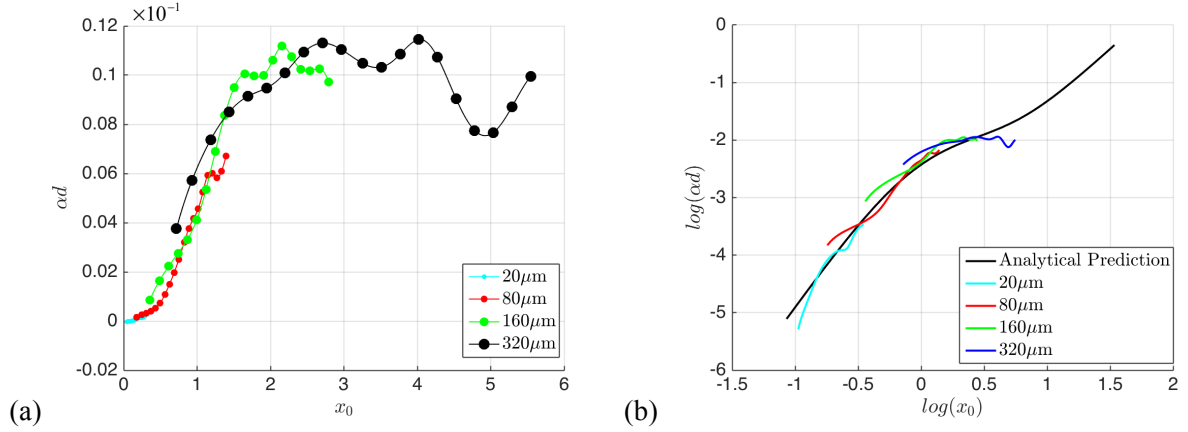 ×10⁻¹
0.12
0.1
0.08
0.06
0.04
0.02
0
-0.02
αd
0 1 2 3 4 5 6
x₀
20μm
80μm
160μm
320μm
(a)
0
-1
-2
-3
-4
-5
-6
log(αd)
-1.5 -1 -0.5 0 0.5 1 1.5 2
log(x₀)
Analytical Prediction
20μm
80μm
160μm
320μm
(b)